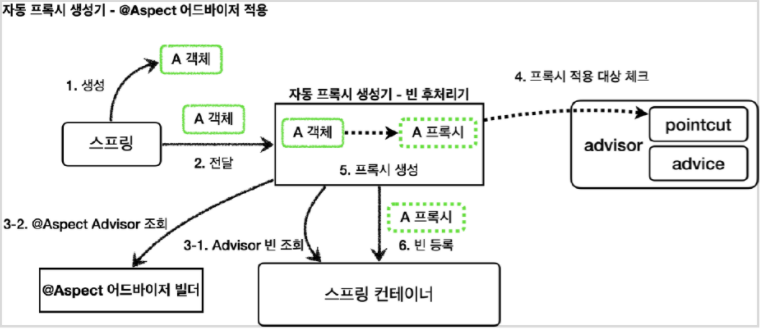 자동 프록시 생성기 - @Aspect 어드바이저 적용
A 객체
1. 생성
자동 프록시 생성기 - 빈 후처리기
4. 프록시 적용 대상 체크
A 객체
스프링
A 객체
A 프록시
advisor
pointcut
advice
2. 전달
5. 프록시 생성
3-2. @Aspect Advisor 조회
3-1. Advisor 빈 조회
A 프록시
6. 빈 등록
@Aspect 어드바이저 빌더
스프링 컨테이너